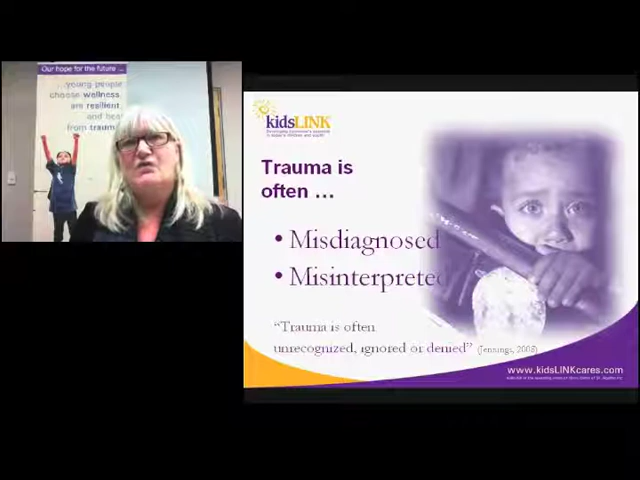 Our hope for the future ...
...young people
choose wellness,
are resilient,
and heal
from trauma
kidsLINK
Trauma is
often ...
• Misdiagnosed
• Misinterpreted
"Trauma is often
unrecognized, ignored or denied" (Jennings, 2008)
www.kidsLINKcares.com